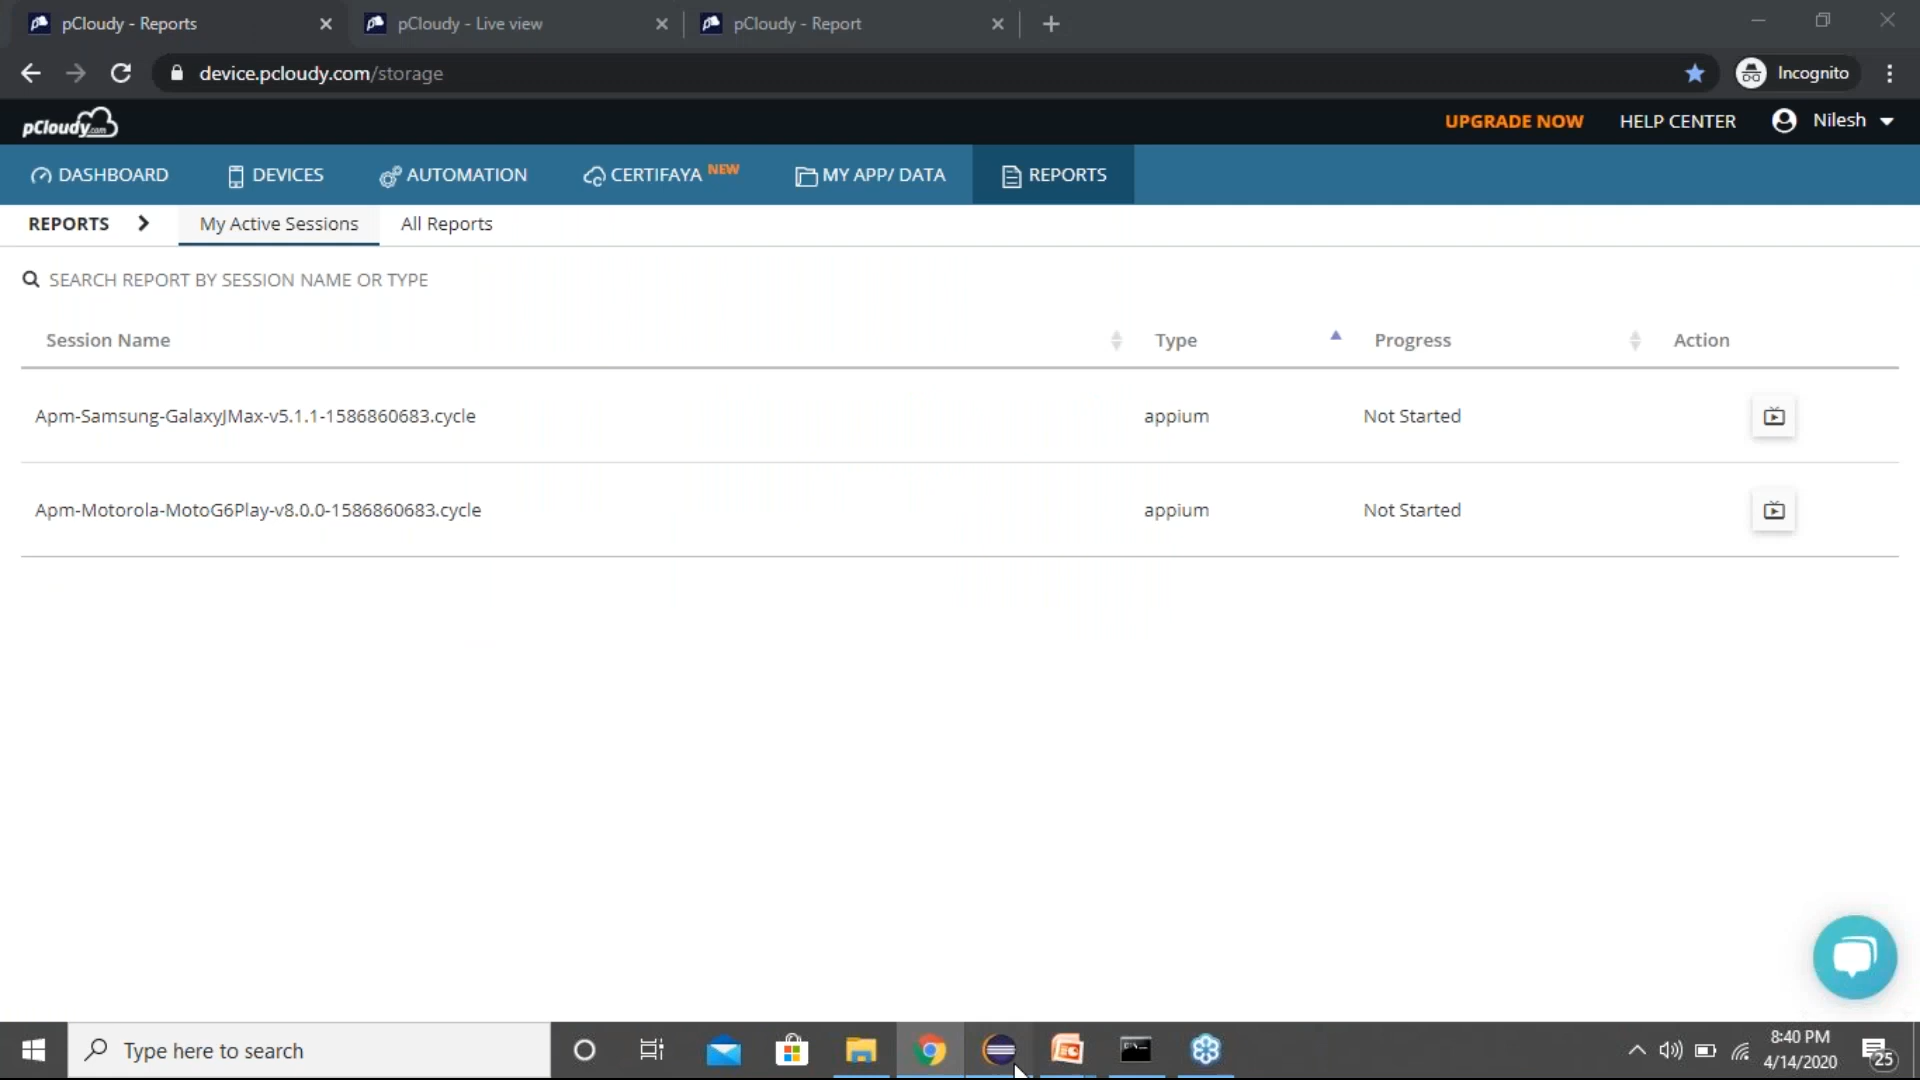 pCloudy - Reports
pCloudy - Live view
pCloudy - Report
device.pcloudy.com/storage
Incognito
pCloudy.com
UPGRADE NOW
HELP CENTER
Nilesh
DASHBOARD
DEVICES
AUTOMATION
CERTIFAYA NEW
MY APP/ DATA
REPORTS
REPORTS
My Active Sessions
All Reports
SEARCH REPORT BY SESSION NAME OR TYPE
Session Name
Type
Progress
Action
Apm-Samsung-GalaxyJMax-v5.1.1-1586860683.cycle
appium
Not Started
Apm-Motorola-MotoG6Play-v8.0.0-1586860683.cycle
appium
Not Started
Type here to search
8:40 PM
4/14/2020
25